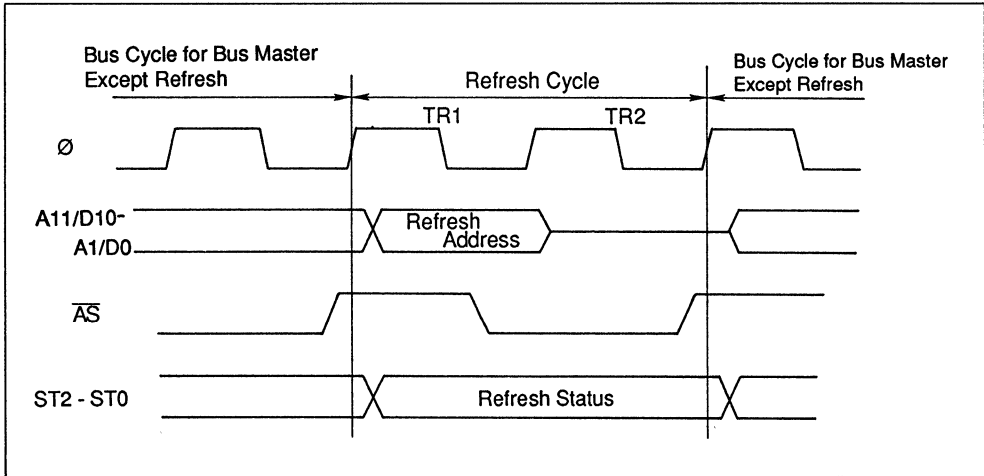 Bus Cycle for Bus Master
Except Refresh
Refresh Cycle
Bus Cycle for Bus Master
Except Refresh
TR1
TR2
Ø
A11/D10-
A1/D0
Refresh
Address
AS
ST2 - ST0
Refresh Status